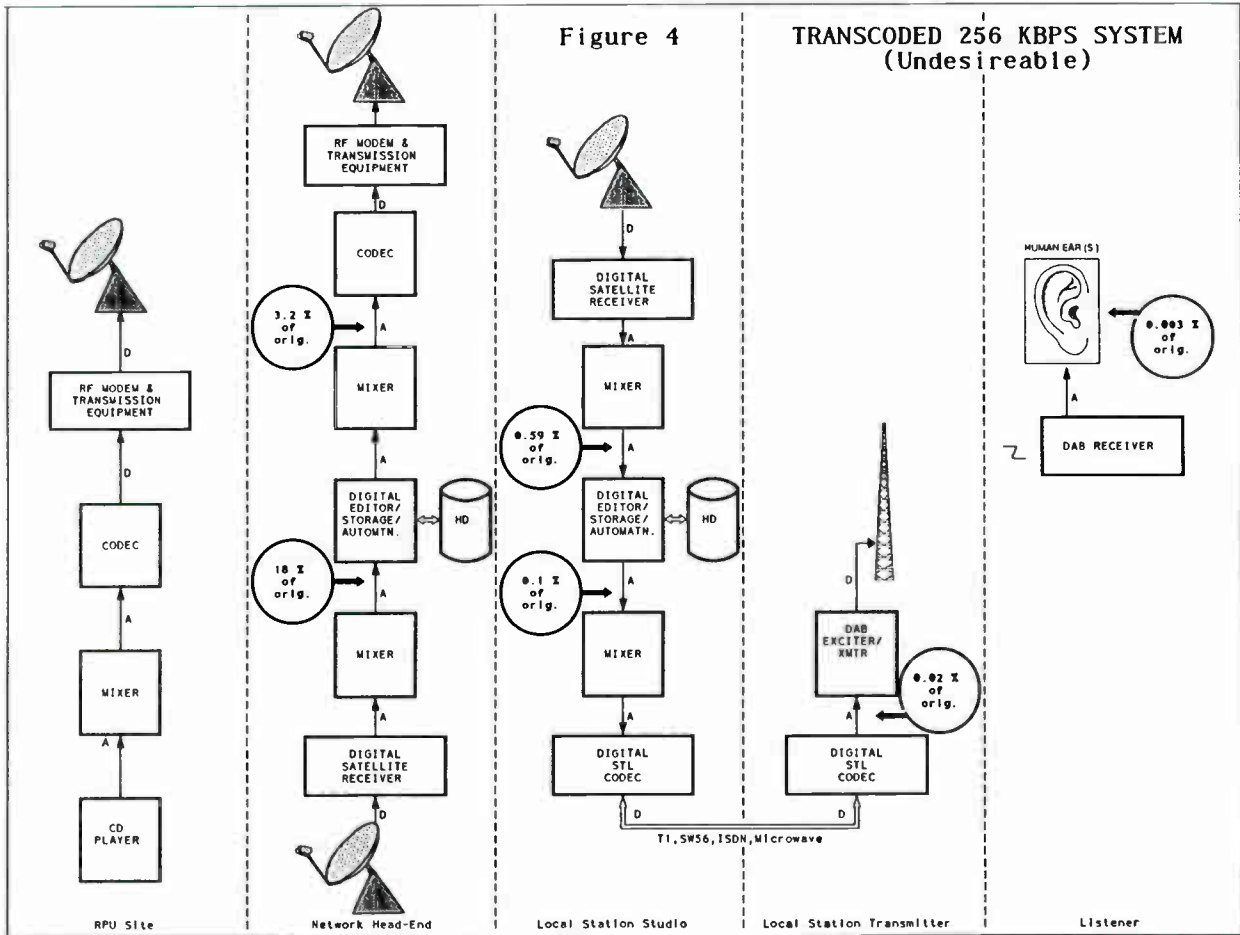 Figure 4
TRANSCODED 256 KBPS SYSTEM
(Undesireable)
RF MODEM &
TRANSMISSION
EQUIPMENT
D
CODEC
D
A
MIXER
A
CD
PLAYER
RPU Site
RF MODEM &
TRANSMISSION
EQUIPMENT
D
CODEC
3.2 %
of
orig.
A
MIXER
A
DIGITAL
EDITOR/
STORAGE/
AUTOMTN.
HD
18 %
of
orig.
A
MIXER
A
DIGITAL
SATELLITE
RECEIVER
D
Network Head-End
D
DIGITAL
SATELLITE
RECEIVER
A
MIXER
0.59 %
of
orig.
A
DIGITAL
EDITOR/
STORAGE/
AUTOMATN.
HD
0.1 %
of
orig.
A
MIXER
A
DIGITAL
STL
CODEC
D
T1,SW56,ISDN,Microwave
Local Station Studio
D
DAB
EXCITER/
XMTR
0.02 %
of
orig.
A
DIGITAL
STL
CODEC
D
Local Station Transmitter
HUMAN EAR(S)
0.003 %
of
orig.
A
DAB RECEIVER
Listener